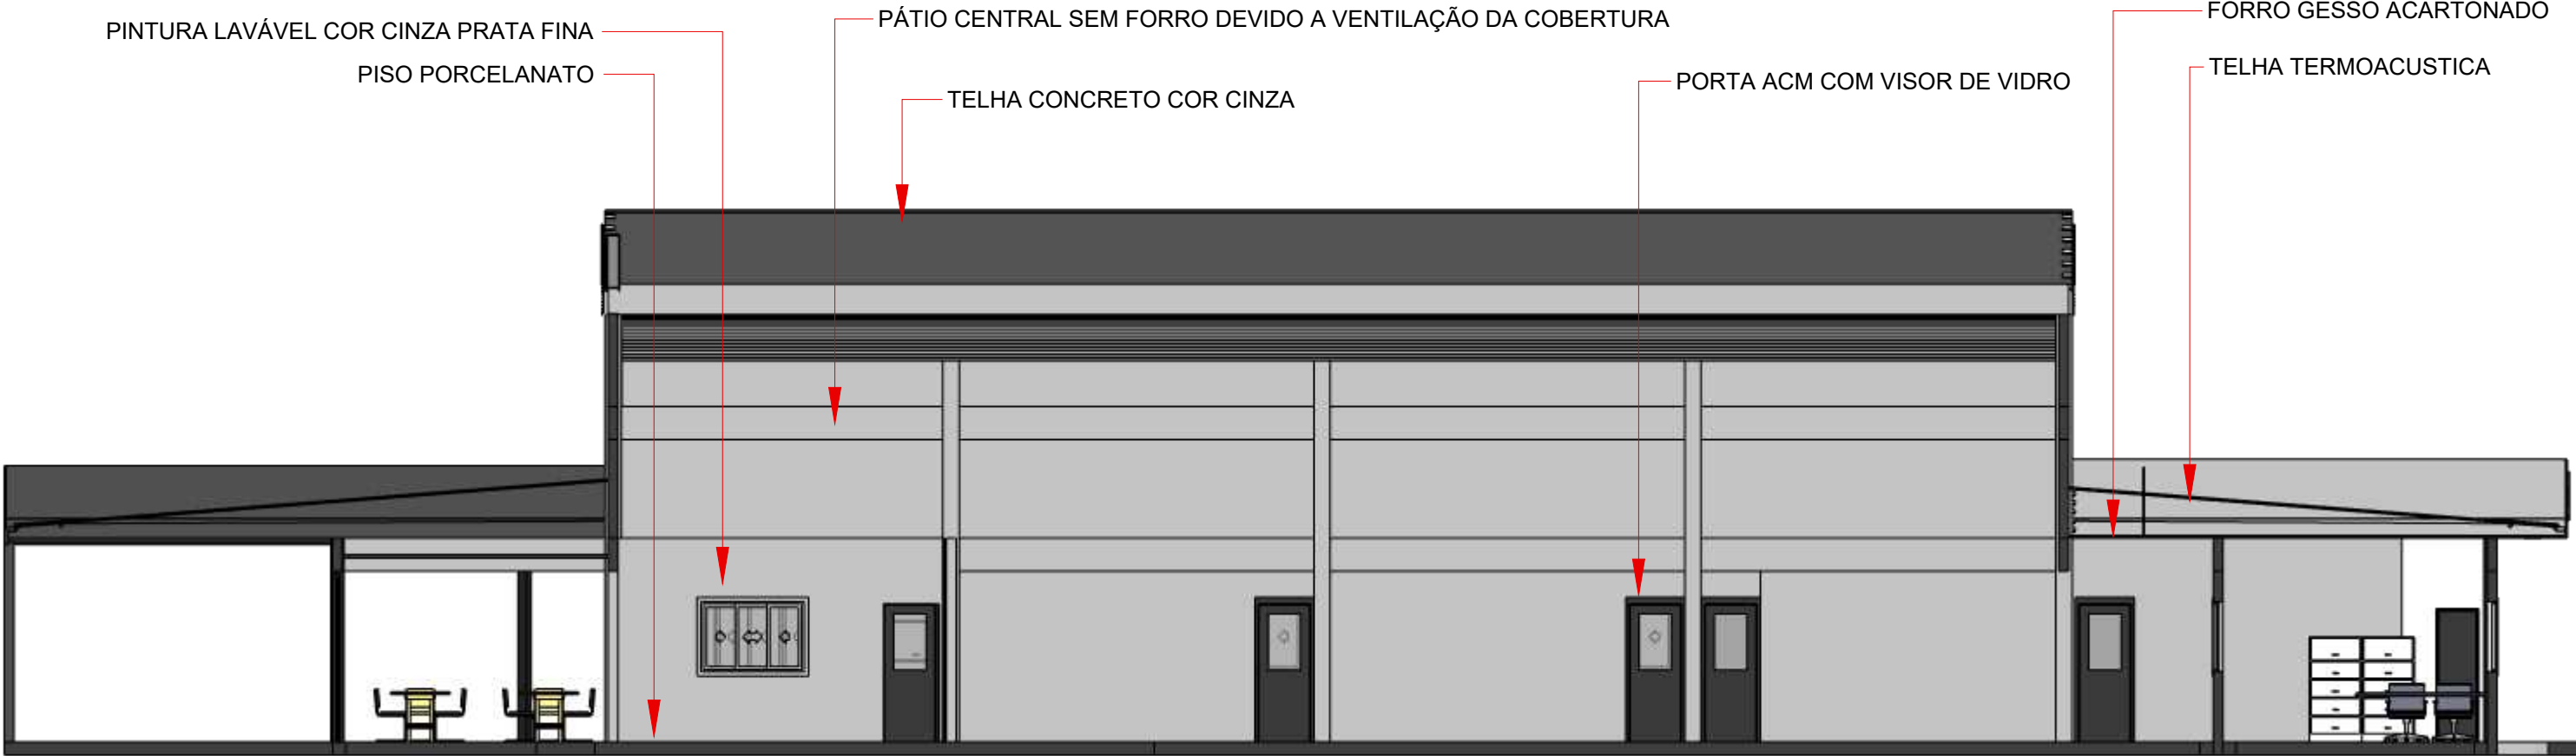 PINTURA LAVÁVEL COR CINZA PRATA FINA
PISO PORCELANATO
PÁTIO CENTRAL SEM FORRO DEVIDO A VENTILAÇÃO DA COBERTURA
TELHA CONCRETO COR CINZA
PORTA ACM COM VISOR DE VIDRO
FORRO GESSO ACARTONADO
TELHA TERMOACUSTICA